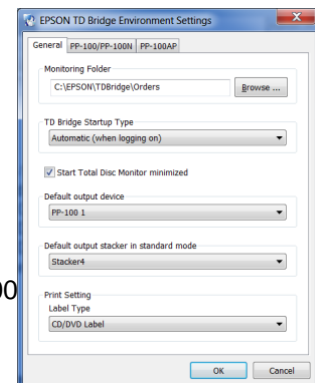 EPSON TD Bridge Environment Settings
General PP-100/PP-100N PP-100AP
Monitoring Folder
C:\EPSON\TDBridge\Orders Browse ...
TD Bridge Startup Type
Automatic (when logging on)
Start Total Disc Monitor minimized
Default output device
PP-100 1
Default output stacker in standard mode
Stacker4
Print Setting
Label Type
CD/DVD Label
OK Cancel